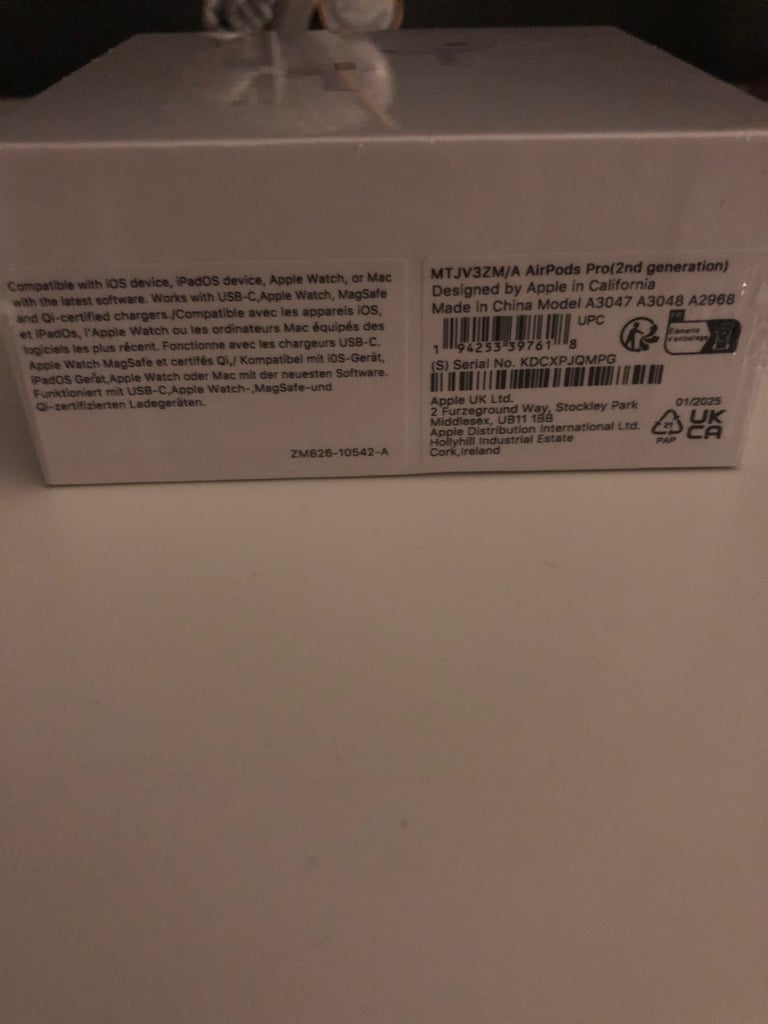 Compatible with iOS device, iPadOS device, Apple Watch, or Mac
with the latest software. Works with USB-C,Apple Watch, MagSafe
and Qi-certified chargers./Compatible avec les appareils iOS,
et iPadOs, l'Apple Watch ou les ordinateurs Mac équipés des
logiciels les plus récent. Fonctionne avec les chargeurs USB-C.
Apple Watch MagSafe et certifés Qi,/ Kompatibel mit iOS-Gerät,
iPadOS Gerät,Apple Watch oder Mac mit der neuesten Software.
Funktioniert mit USB-C,Apple Watch-,MagSafe-und
Qi-zertifizierten Ladegeräten.
ZM826-10542-A
MTJV3ZM/A AirPods Pro(2nd generation)
Designed by Apple in California
Made in China Model A3047 A3048 A2968
UPC
1 94253 39761 8
FR
Éléments
d'emballage
(S) Serial No. KDCXPJQMPG
Apple UK Ltd.
2 Furzeground Way, Stockley Park
Middlesex, UB11 1BB
Apple Distribution International Ltd.
Hollyhill Industrial Estate
Cork,Ireland
01/2025
21
PAP
UK
CA